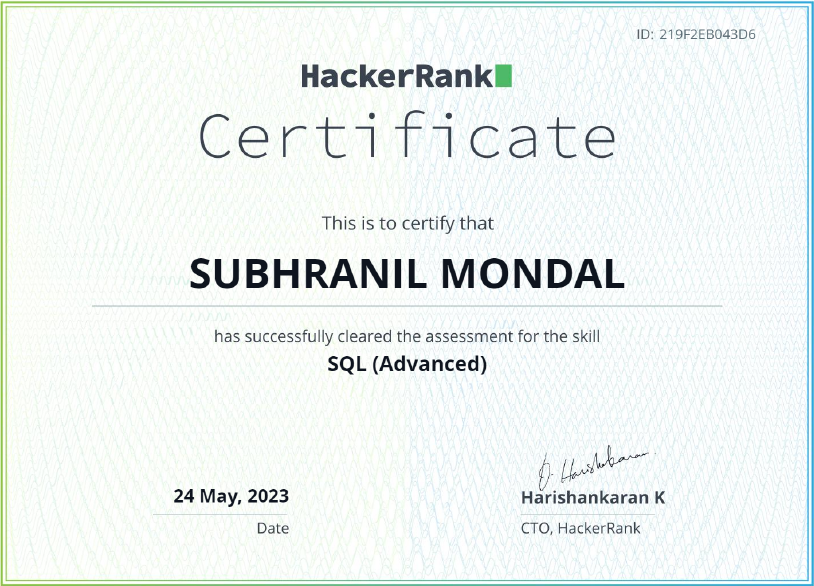 ID: 219F2EB043D6
HackerRank
Certificate
This is to certify that
SUBHRANIL MONDAL
has successfully cleared the assessment for the skill
SQL (Advanced)
D. Harishankaran
24 May, 2023
Harishankaran K
Date
CTO, HackerRank